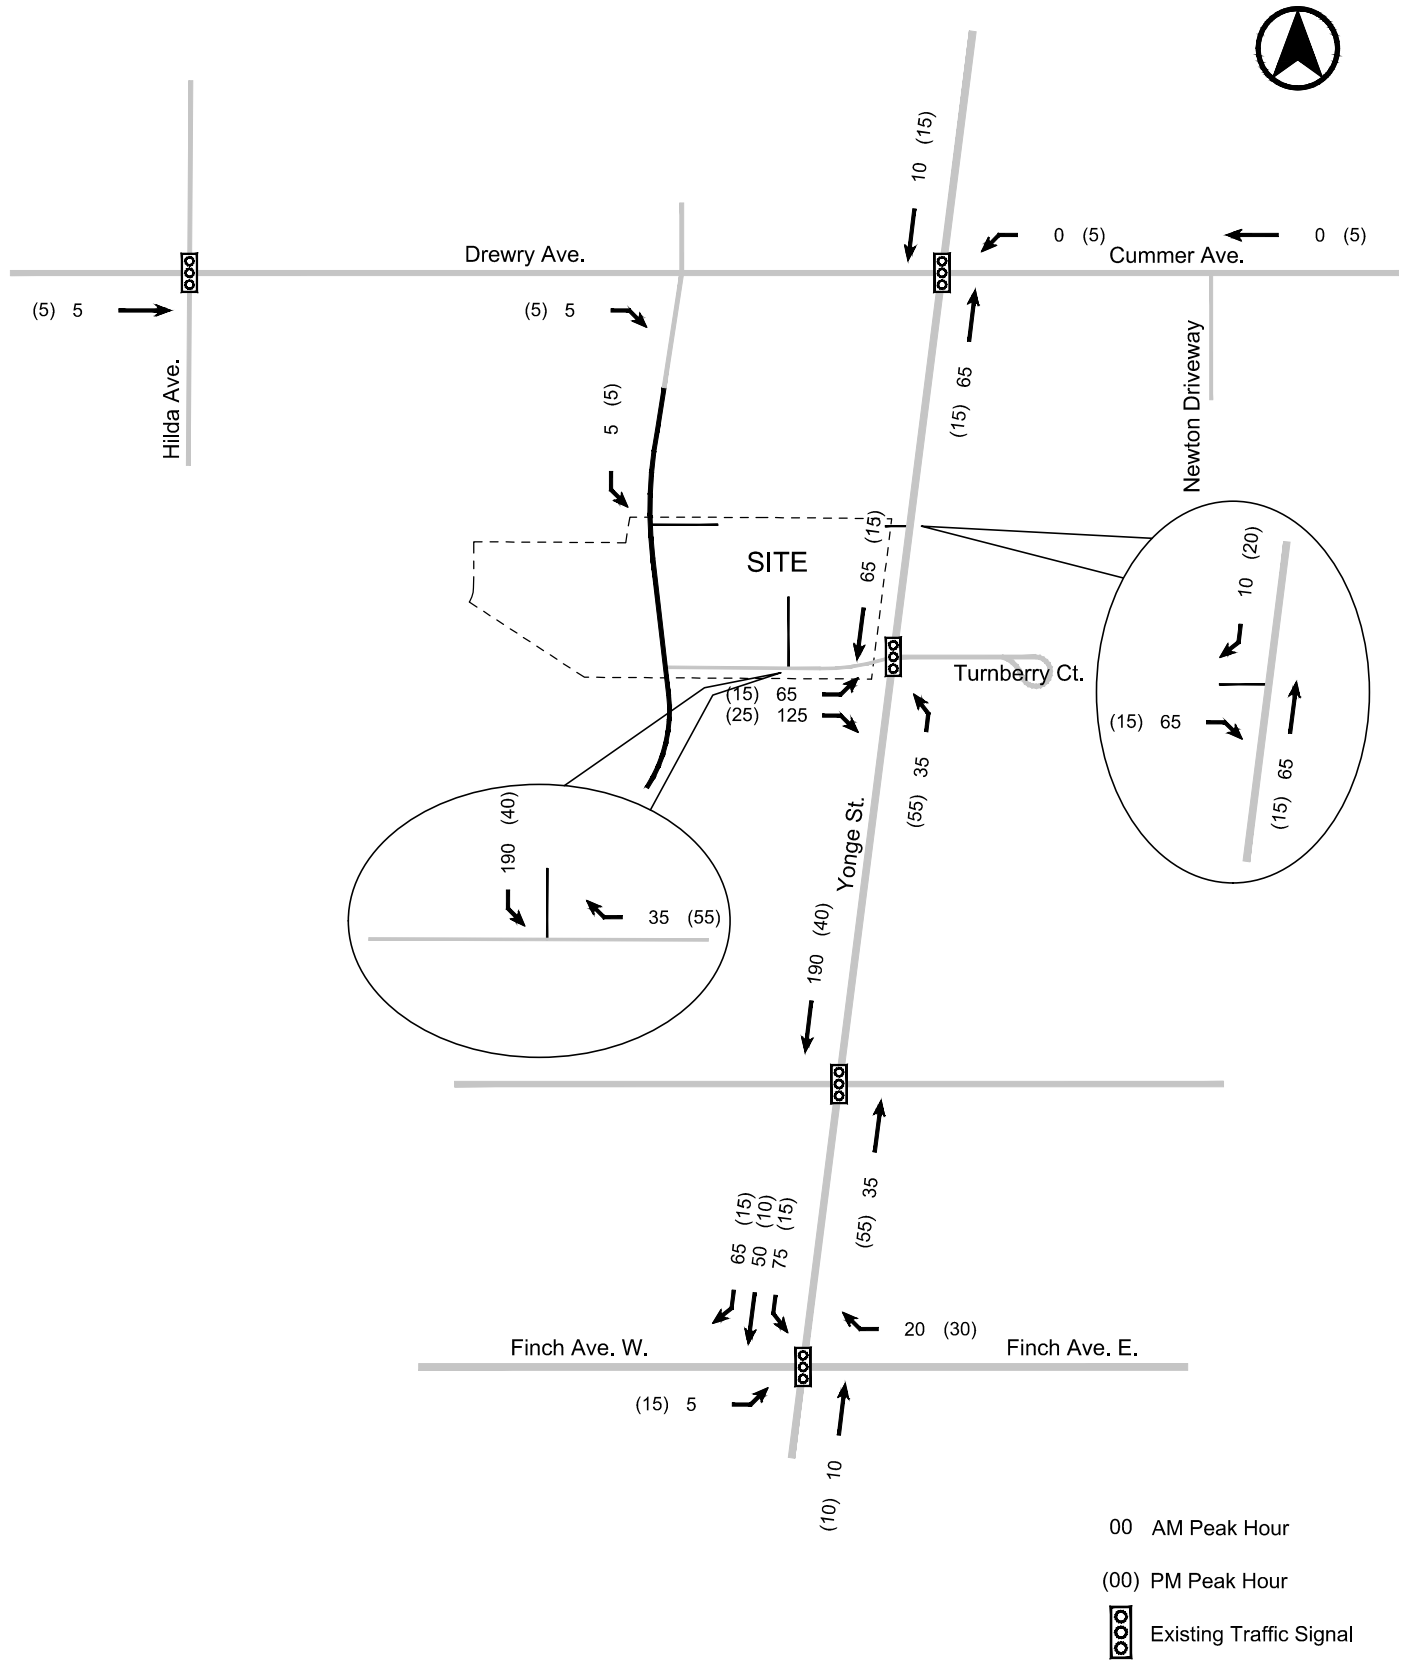 10 (15)
0 (5)
0 (5)
Drewry Ave.
Cummer Ave.
(5) 5
(5) 5
Hilda Ave.
5 (5)
(15) 65
Newton Driveway
SITE
65 (15)
10 (20)
Turnberry Ct.
(15) 65
(25) 125
(15) 65
(15) 65
(55) 35
Yonge St.
190 (40)
35 (55)
190 (40)
(55) 35
65 (15)
50 (10)
75 (15)
20 (30)
Finch Ave. W.
Finch Ave. E.
(15) 5
(10) 10
00 AM Peak Hour
(00) PM Peak Hour
Existing Traffic Signal